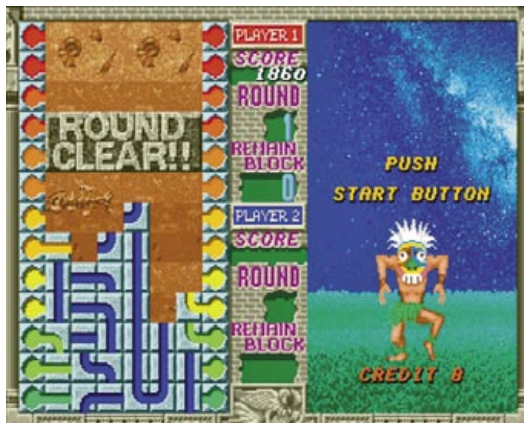 PLAYER 1
SCORE
1860
ROUND
1
REMAIN
BLOCK
0
ROUND
CLEAR!!
PLAYER 2
SCORE
ROUND
REMAIN
BLOCK
PUSH
START BUTTON
CREDIT 8